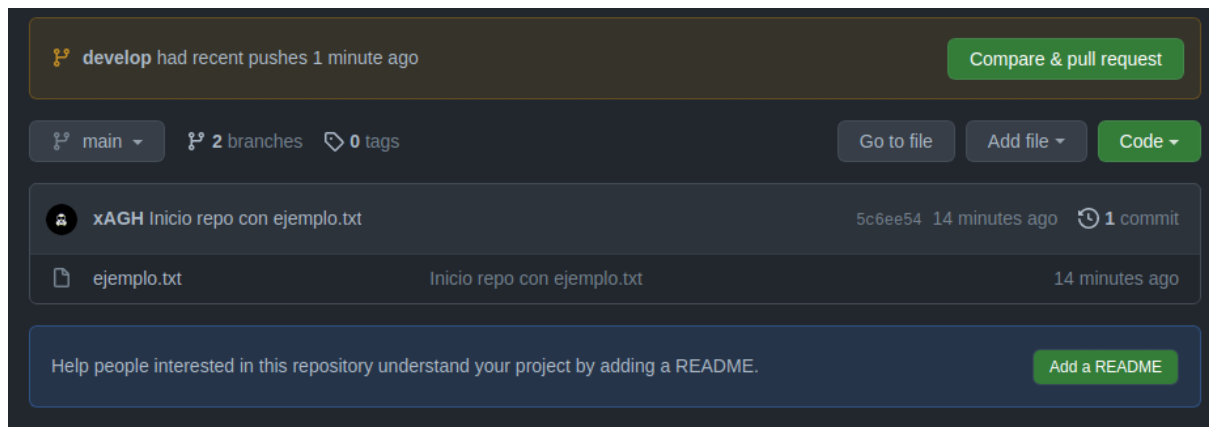 develop had recent pushes 1 minute ago
Compare & pull request
main
2 branches
0 tags
Go to file
Add file
Code
xAGH Inicio repo con ejemplo.txt
5c6ee54 14 minutes ago
1 commit
ejemplo.txt
Inicio repo con ejemplo.txt
14 minutes ago
Help people interested in this repository understand your project by adding a README.
Add a README